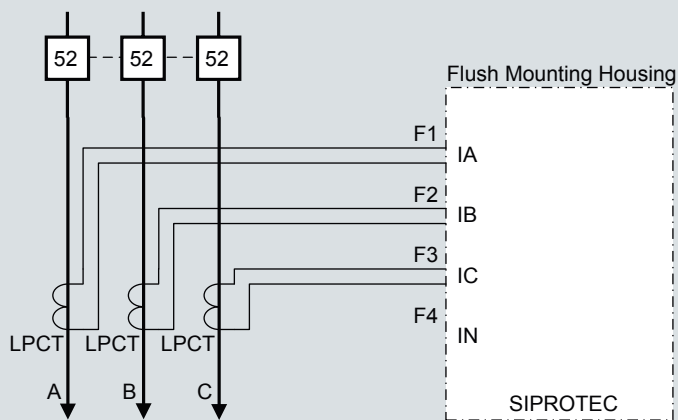 52 52 52
Flush Mounting Housing
F1
IA
F2
IB
F3
IC
F4
IN
LPCT LPCT LPCT
A B C
SIPROTEC